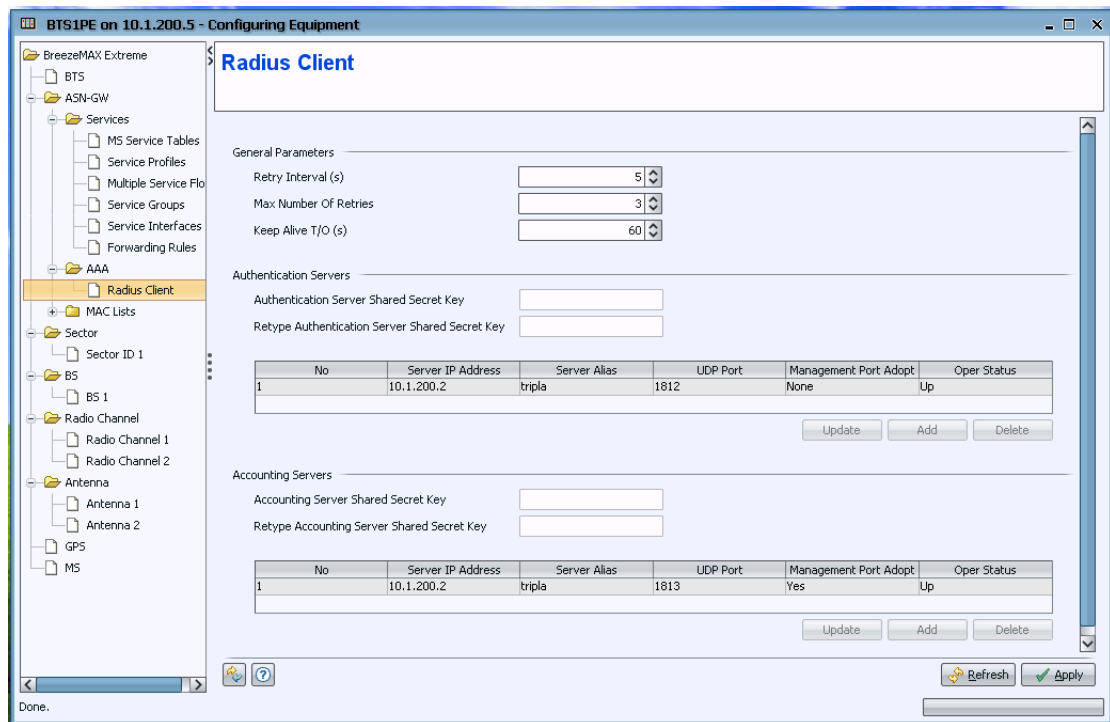 BTS1PE on 10.1.200.5 - Configuring Equipment
BreezeMAX Extreme
BTS
ASN-GW
Services
MS Service Tables
Service Profiles
Multiple Service Flo
Service Groups
Service Interfaces
Forwarding Rules
AAA
Radius Client
MAC Lists
Sector
Sector ID 1
BS
BS 1
Radio Channel
Radio Channel 1
Radio Channel 2
Antenna
Antenna 1
Antenna 2
GPS
MS
Radius Client
General Parameters
Retry Interval (s) 5
Max Number Of Retries 3
Keep Alive T/O (s) 60
Authentication Servers
Authentication Server Shared Secret Key
Retype Authentication Server Shared Secret Key
No Server IP Address Server Alias UDP Port Management Port Adopt Oper Status
1 10.1.200.2 tripla 1812 None Up
Update Add Delete
Accounting Servers
Accounting Server Shared Secret Key
Retype Accounting Server Shared Secret Key
No Server IP Address Server Alias UDP Port Management Port Adopt Oper Status
1 10.1.200.2 tripla 1813 Yes Up
Update Add Delete
Refresh Apply
Done.